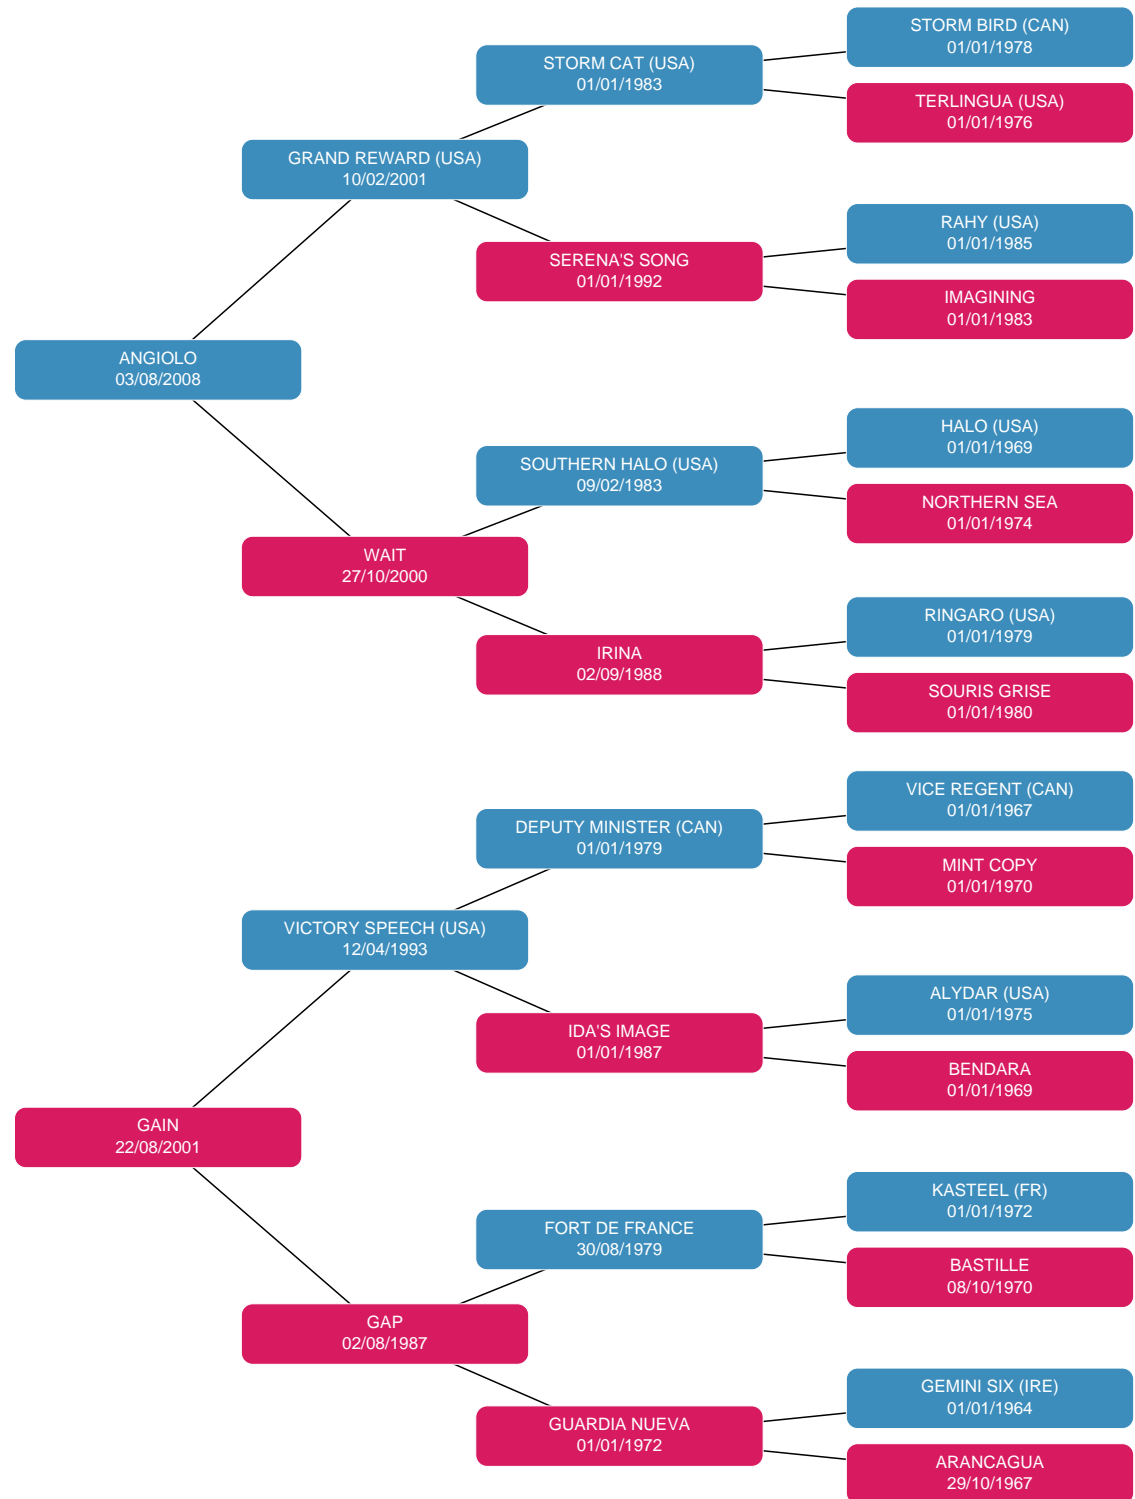 STORM BIRD (CAN)
01/01/1978
STORM CAT (USA)
01/01/1983
TERLINGUA (USA)
01/01/1976
GRAND REWARD (USA)
10/02/2001
RAHY (USA)
01/01/1985
SERENA'S SONG
01/01/1992
IMAGINING
01/01/1983
ANGIOLO
03/08/2008
HALO (USA)
01/01/1969
SOUTHERN HALO (USA)
09/02/1983
NORTHERN SEA
01/01/1974
WAIT
27/10/2000
RINGARO (USA)
01/01/1979
IRINA
02/09/1988
SOURIS GRISE
01/01/1980
VICE REGENT (CAN)
01/01/1967
DEPUTY MINISTER (CAN)
01/01/1979
MINT COPY
01/01/1970
VICTORY SPEECH (USA)
12/04/1993
ALYDAR (USA)
01/01/1975
IDA'S IMAGE
01/01/1987
BENDARA
01/01/1969
GAIN
22/08/2001
KASTEEL (FR)
01/01/1972
FORT DE FRANCE
30/08/1979
BASTILLE
08/10/1970
GAP
02/08/1987
GEMINI SIX (IRE)
01/01/1964
GUARDIA NUEVA
01/01/1972
ARANCAGUA
29/10/1967